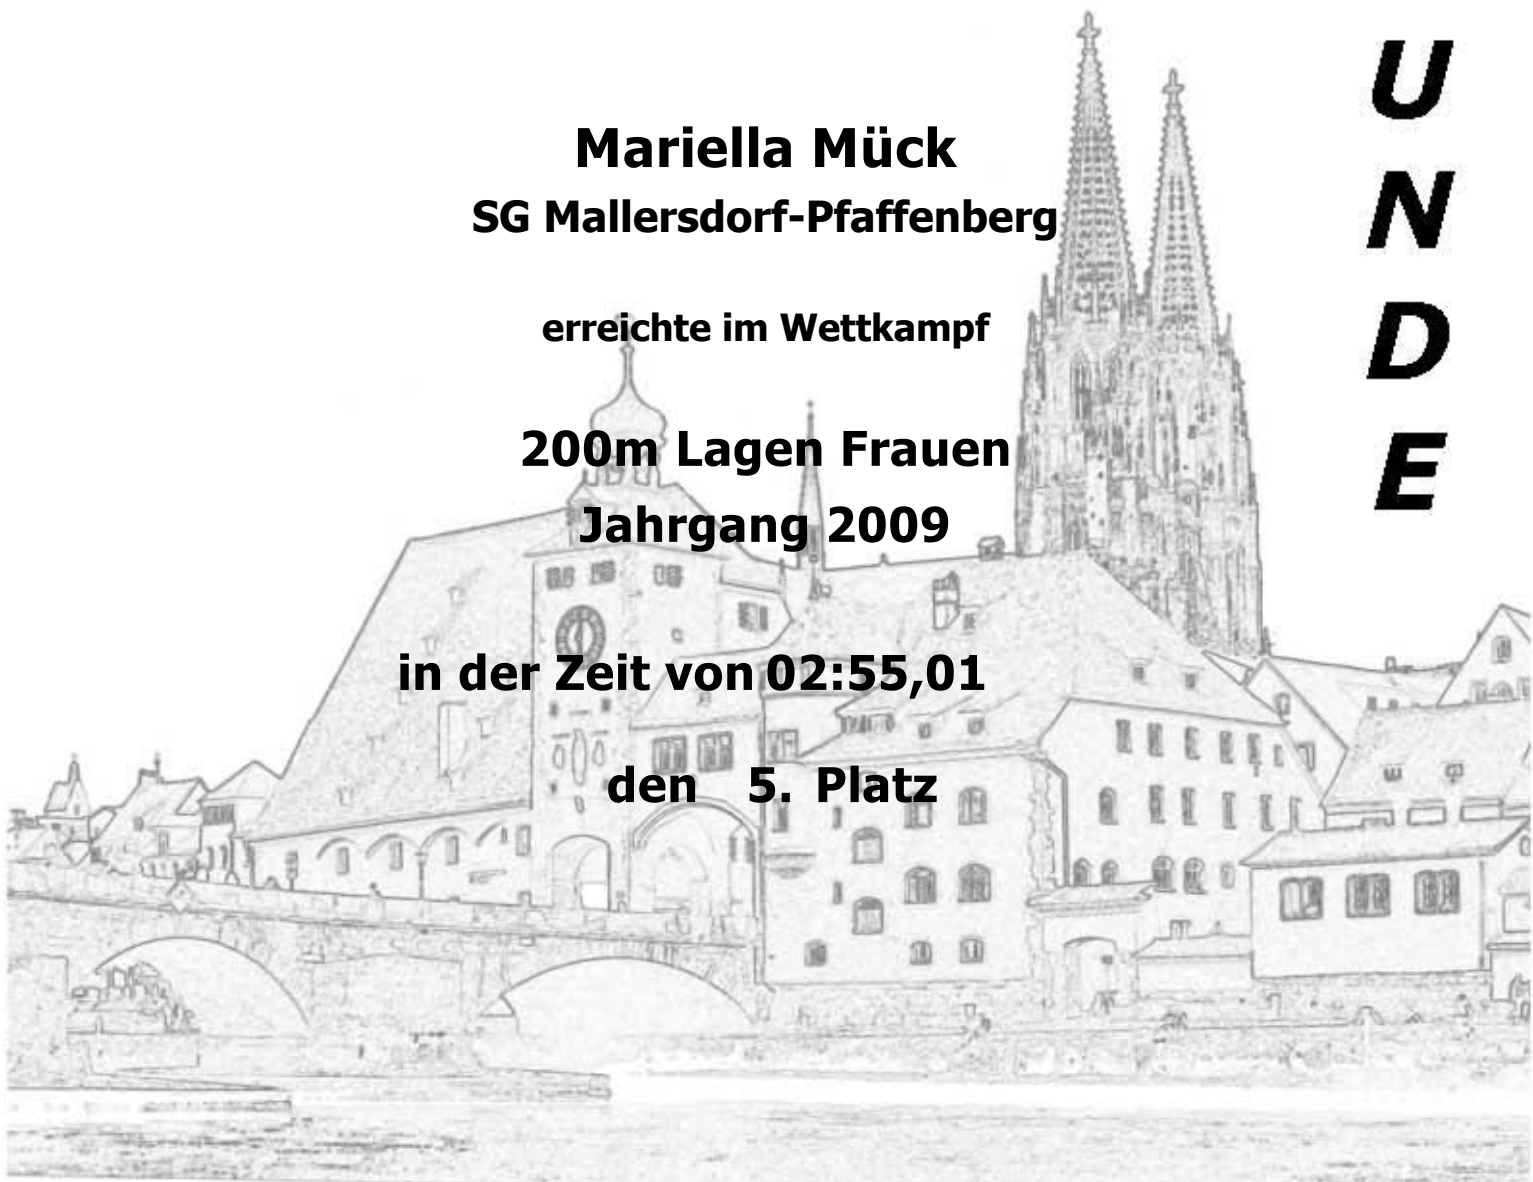 Mariella Mück
SG Mallersdorf-Pfaffenberg
erreichte im Wettkampf
200m Lagen Frauen
Jahrgang 2009
in der Zeit von 02:55,01
den 5. Platz
U
N
D
E